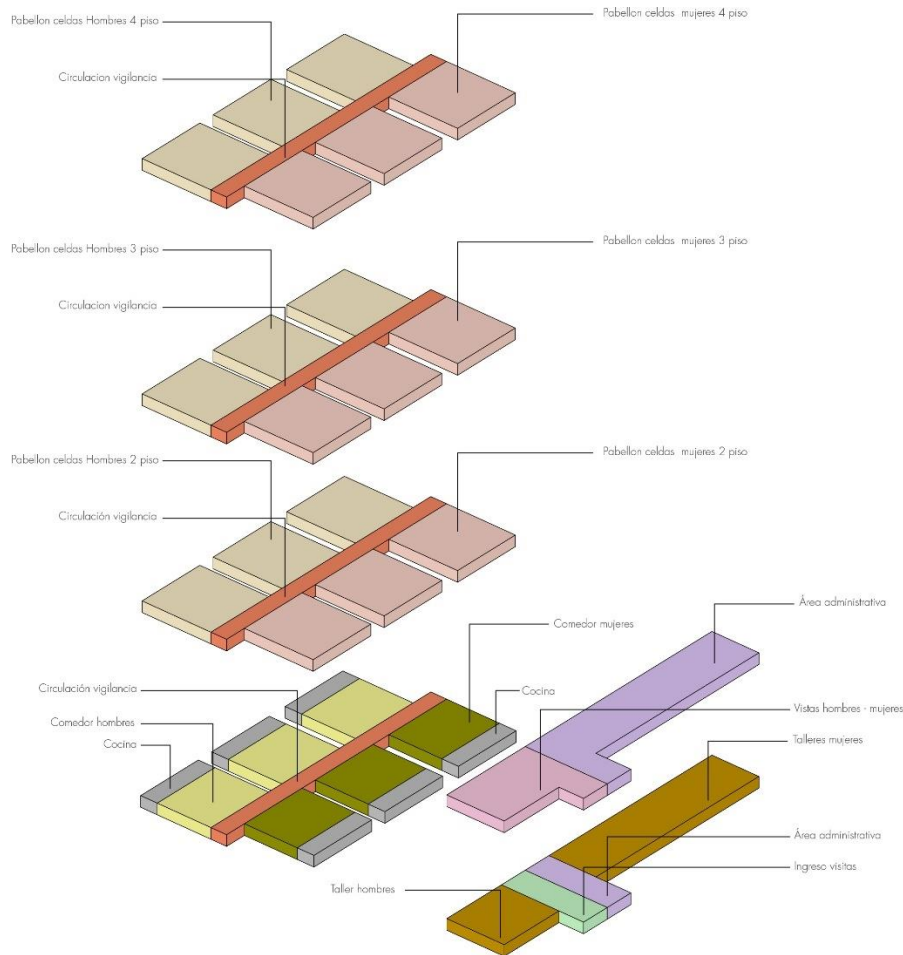 Pabellon celdas Hombres 4 piso
Pabellon celdas mujeres 4 piso
Circulacion vigilancia
Pabellon celdas Hombres 3 piso
Pabellon celdas mujeres 3 piso
Circulacion vigilancia
Pabellon celdas Hombres 2 piso
Pabellon celdas mujeres 2 piso
Circulación vigilancia
Área administrativa
Comedor mujeres
Circulación vigilancia
Cocina
Vistas hombres - mujeres
Comedor hombres
Talleres mujeres
Cocina
Área administrativa
Ingreso visitas
Taller hombres